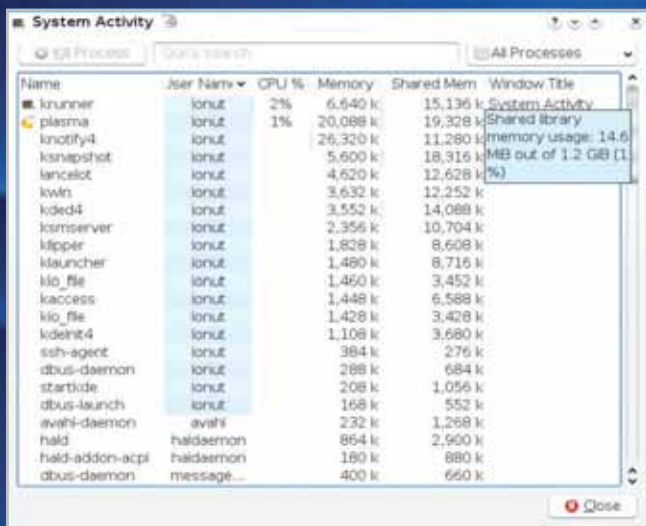 System Activity
Kill Process
Quick search
All Processes
Name User Name CPU % Memory Shared Mem Window Title
krunner ionut 2% 6,640 k 15,136 k System Activity
plasma ionut 1% 20,088 k 19,328 k
knotify4 ionut 26,320 k 11,280 k
ksnapshot ionut 5,600 k 18,316 k
lancelot ionut 4,620 k 12,628 k
kwin ionut 3,632 k 12,252 k
kded4 ionut 3,552 k 14,088 k
ksmserver ionut 2,356 k 10,704 k
klipper ionut 1,828 k 8,608 k
klauncher ionut 1,480 k 8,716 k
kio_file ionut 1,460 k 3,452 k
kaccess ionut 1,448 k 6,588 k
kio_file ionut 1,428 k 3,428 k
kdeinit4 ionut 1,108 k 3,680 k
ssh-agent ionut 384 k 276 k
dbus-daemon ionut 288 k 684 k
startkde ionut 208 k 1,056 k
dbus-launch ionut 168 k 552 k
avahi-daemon avahi 232 k 1,268 k
hald haldaemon 864 k 2,900 k
hald-addon-acpi haldaemon 180 k 880 k
dbus-daemon message... 400 k 660 k
Shared library
memory usage: 14.6
MiB out of 1.2 GiB (1
%)
Close